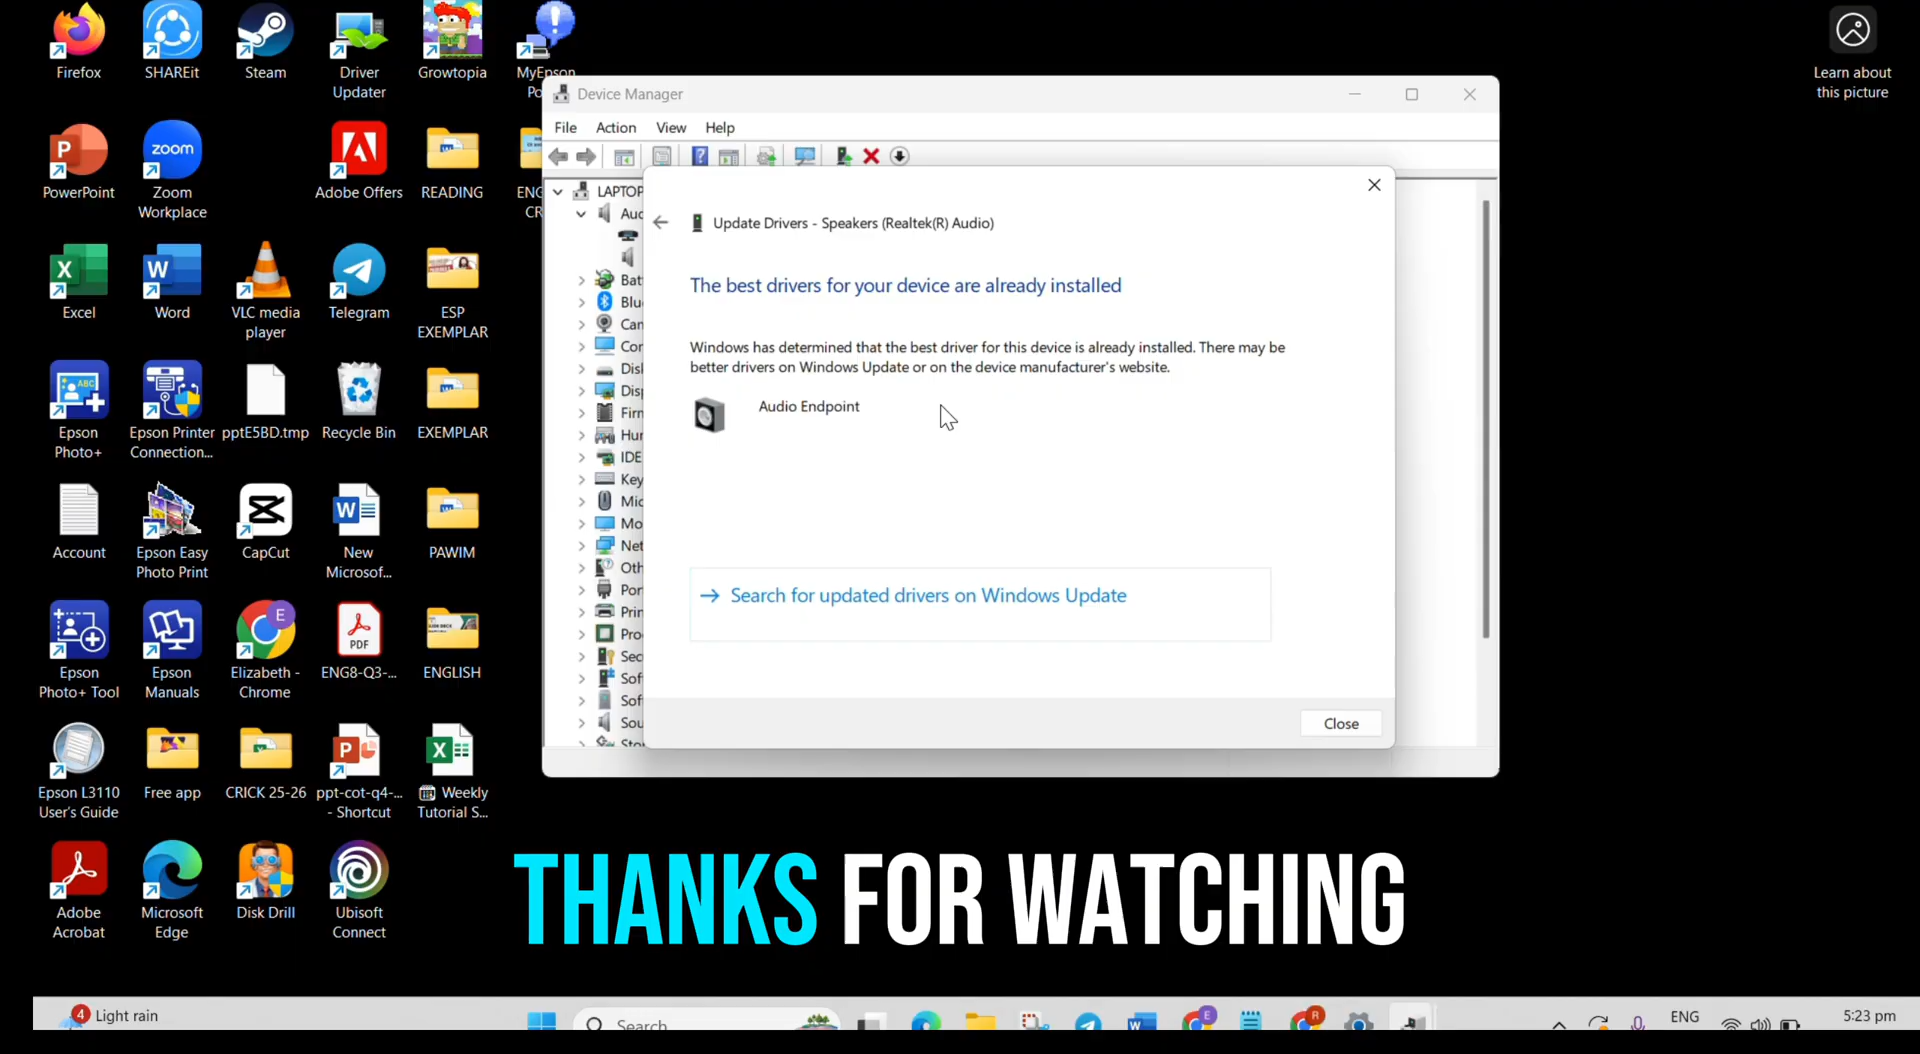 Firefox
SHAREit
Steam
Driver
Updater
Growtopia
MyEpson
Po
Learn about
this picture
PowerPoint
Zoom
Workplace
zoom
Adobe Offers
READING
ENG
CR
Excel
Word
VLC media
player
Telegram
ESP
EXEMPLAR
Epson
Photo+
Epson Printer
Connection...
pptE5BD.tmp
Recycle Bin
EXEMPLAR
Account
Epson Easy
Photo Print
CapCut
New
Microsof...
PAWIM
Epson
Photo+ Tool
Epson
Manuals
Elizabeth -
Chrome
PDF
ENG8-Q3-...
ENGLISH
Epson L3110
User's Guide
Free app
CRICK 25-26
ppt-cot-q4-...
- Shortcut
Weekly
Tutorial S...
Adobe
Acrobat
Microsoft
Edge
Disk Drill
Ubisoft
Connect
Device Manager
File Action View Help
LAPTOP
Aud
Bat
Blu
Can
Cor
Disk
Disp
Firn
Hur
IDE
Key
Mic
Mo
Net
Oth
Por
Prin
Pro
Sec
Sof
Sof
Sou
Sto
Update Drivers - Speakers (Realtek(R) Audio)
The best drivers for your device are already installed
Windows has determined that the best driver for this device is already installed. There may be
better drivers on Windows Update or on the device manufacturer's website.
Audio Endpoint
Search for updated drivers on Windows Update
Close
THANKS FOR WATCHING
4 Light rain
Search
ENG
5:23 pm